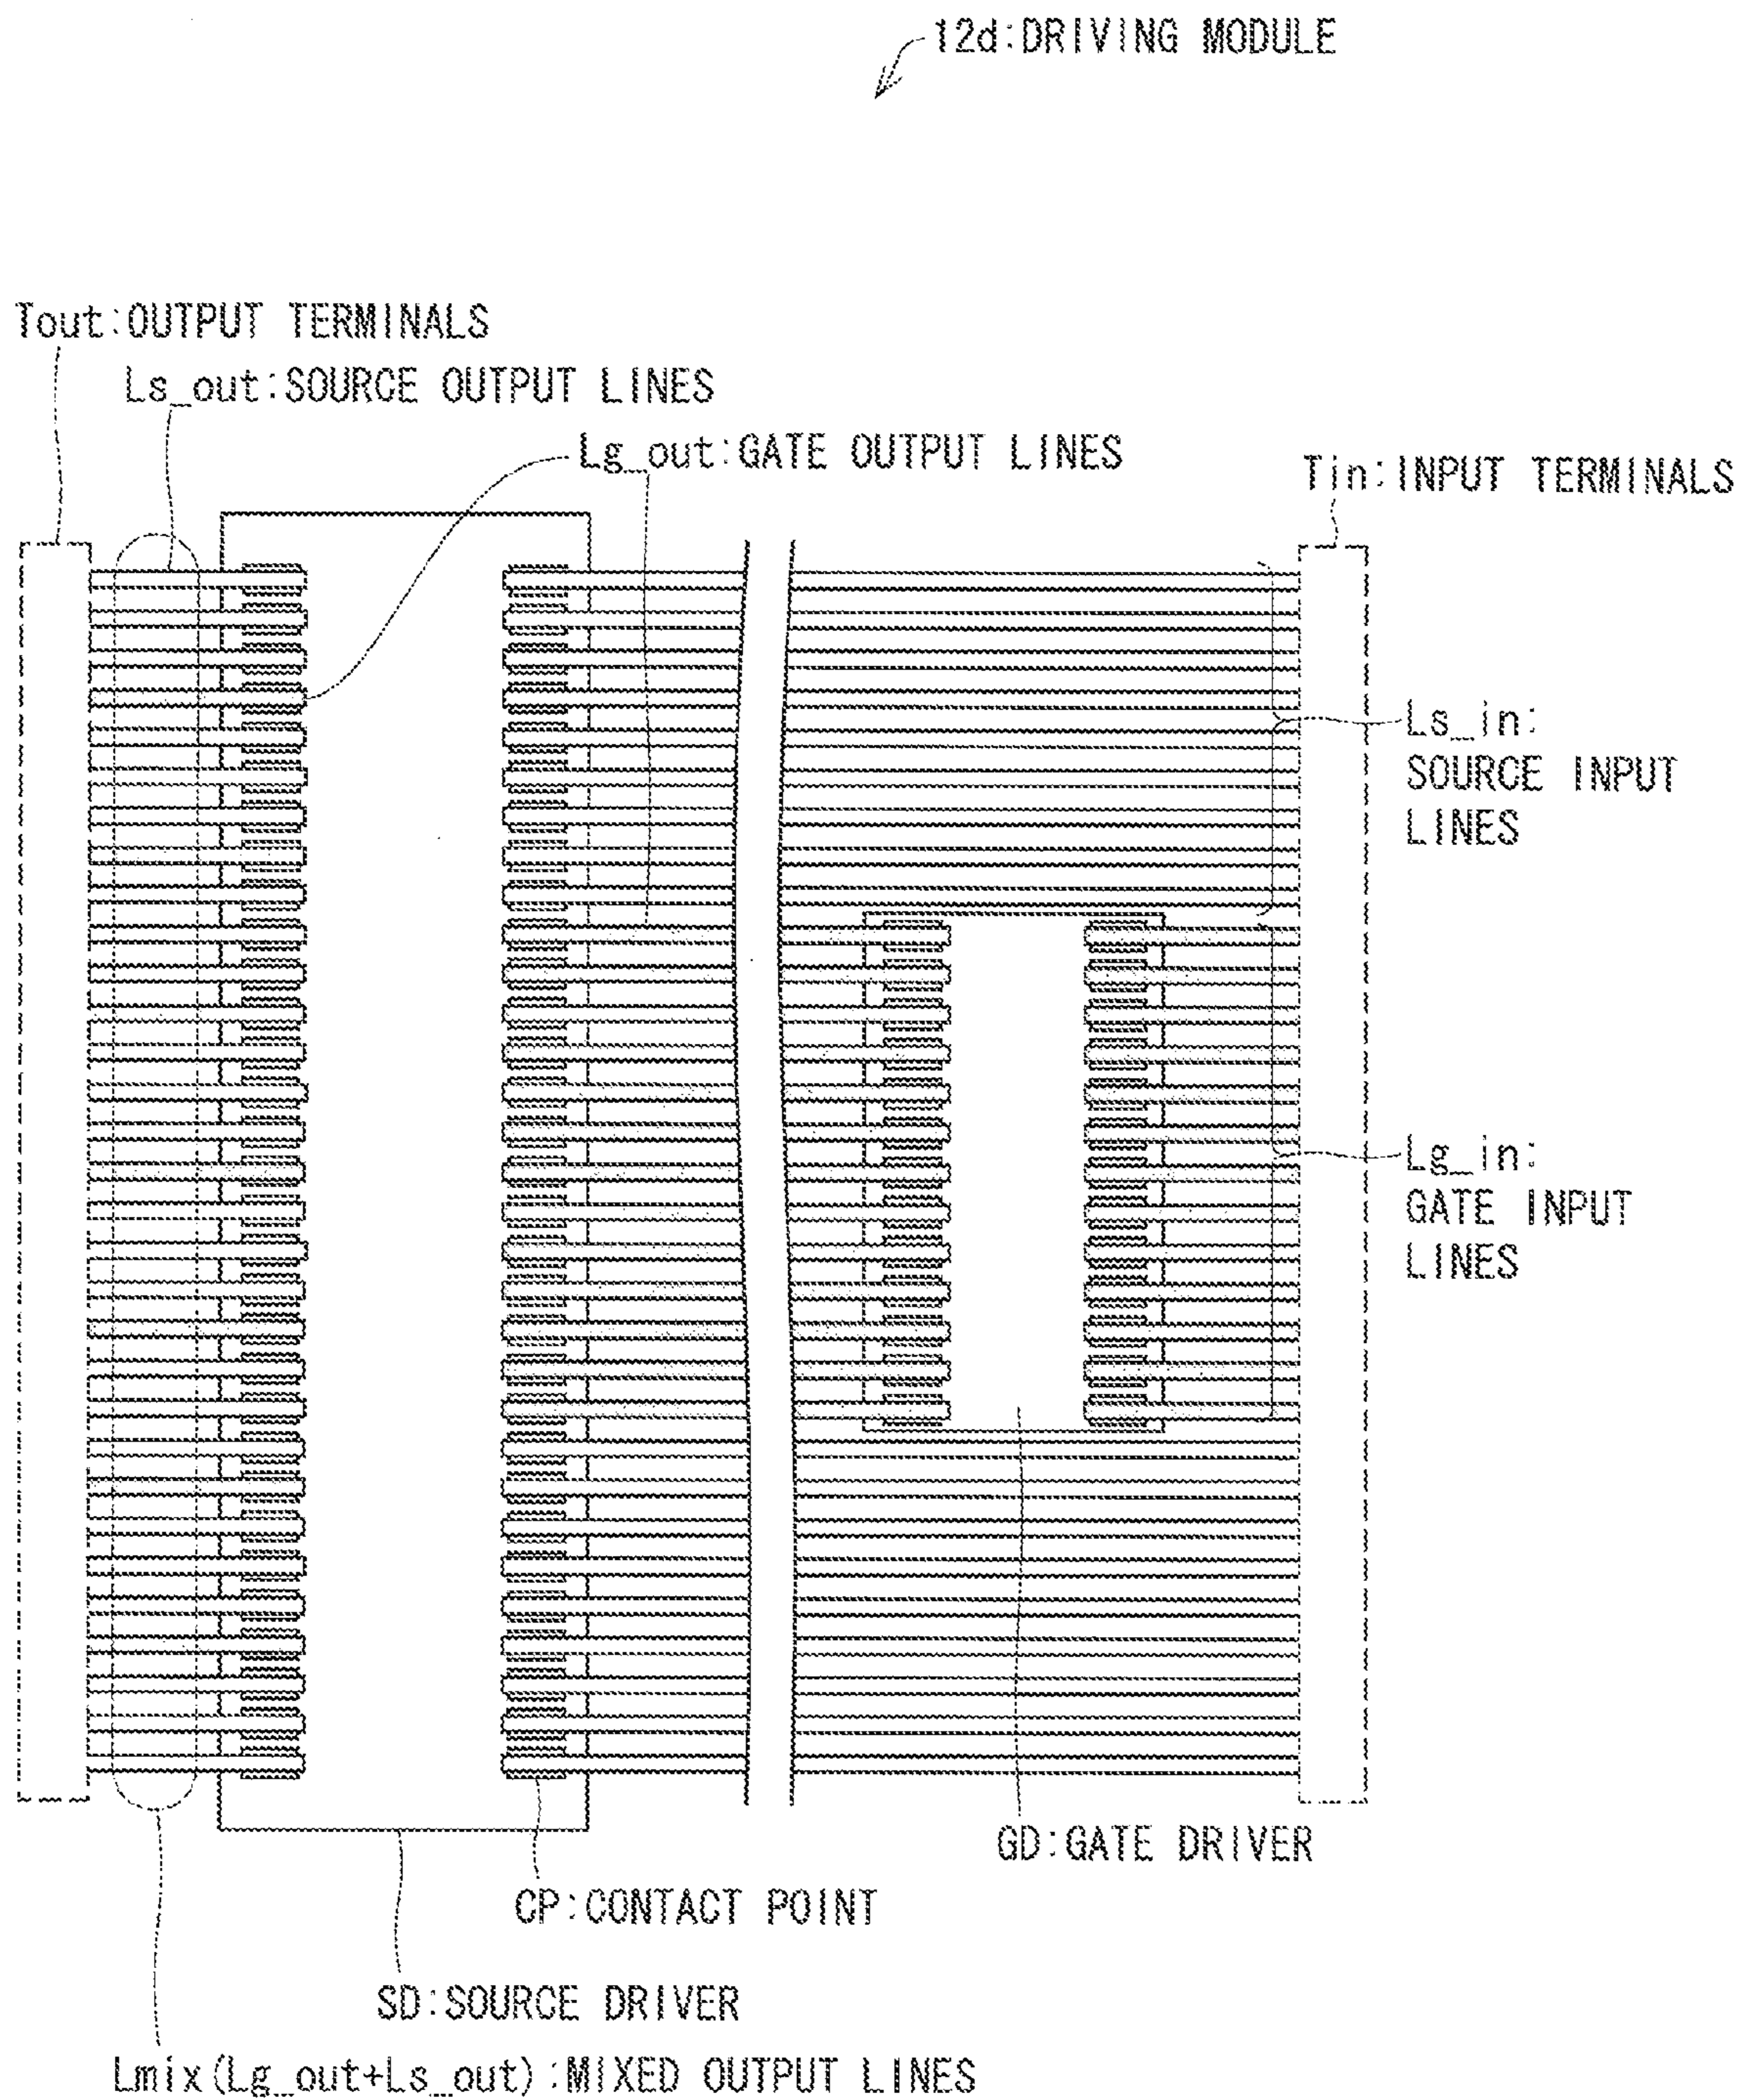 12d:DRIVING MODULE
Tout:OUTPUT TERMINALS
Ls_out:SOURCE OUTPUT LINES
Lg_out:GATE OUTPUT LINES
Tin:INPUT TERMINALS
Ls_in:
SOURCE INPUT
LINES
Lg_in:
GATE INPUT
LINES
GD:GATE DRIVER
CP:CONTACT POINT
SD:SOURCE DRIVER
Lmix(Lg_out+Ls_out):MIXED OUTPUT LINES